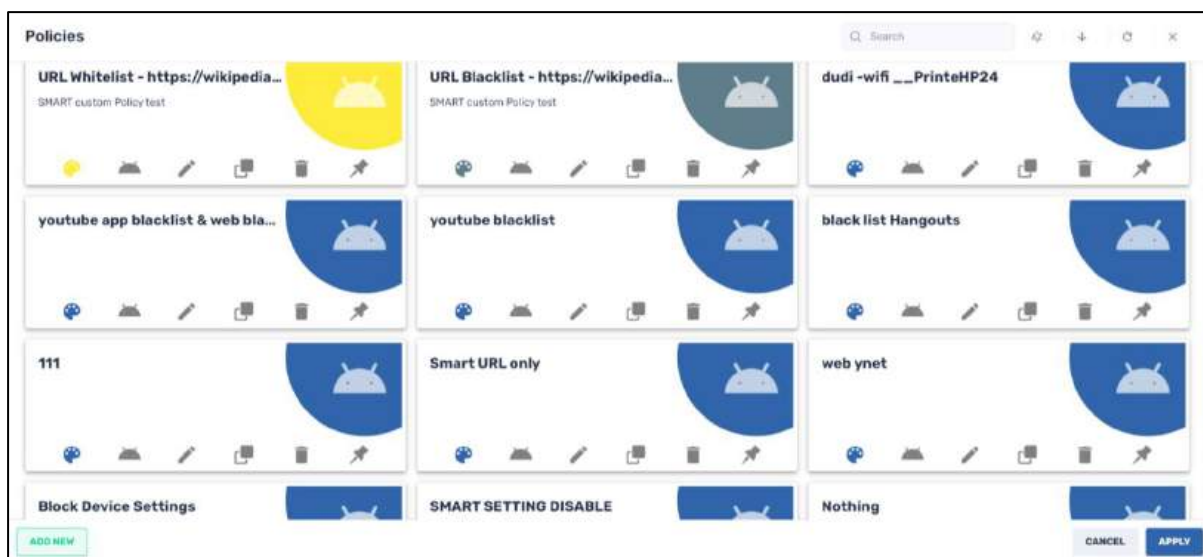 Policies
Search
URL Whitelist - https://wikipedia...
SMART custom Policy test
URL Blacklist - https://wikipedia...
SMART custom Policy test
dudi -wifi __PrinteHP24
youtube app blacklist & web bla...
youtube blacklist
black list Hangouts
111
Smart URL only
web ynet
Block Device Settings
SMART SETTING DISABLE
Nothing
ADD NEW
CANCEL
APPLY